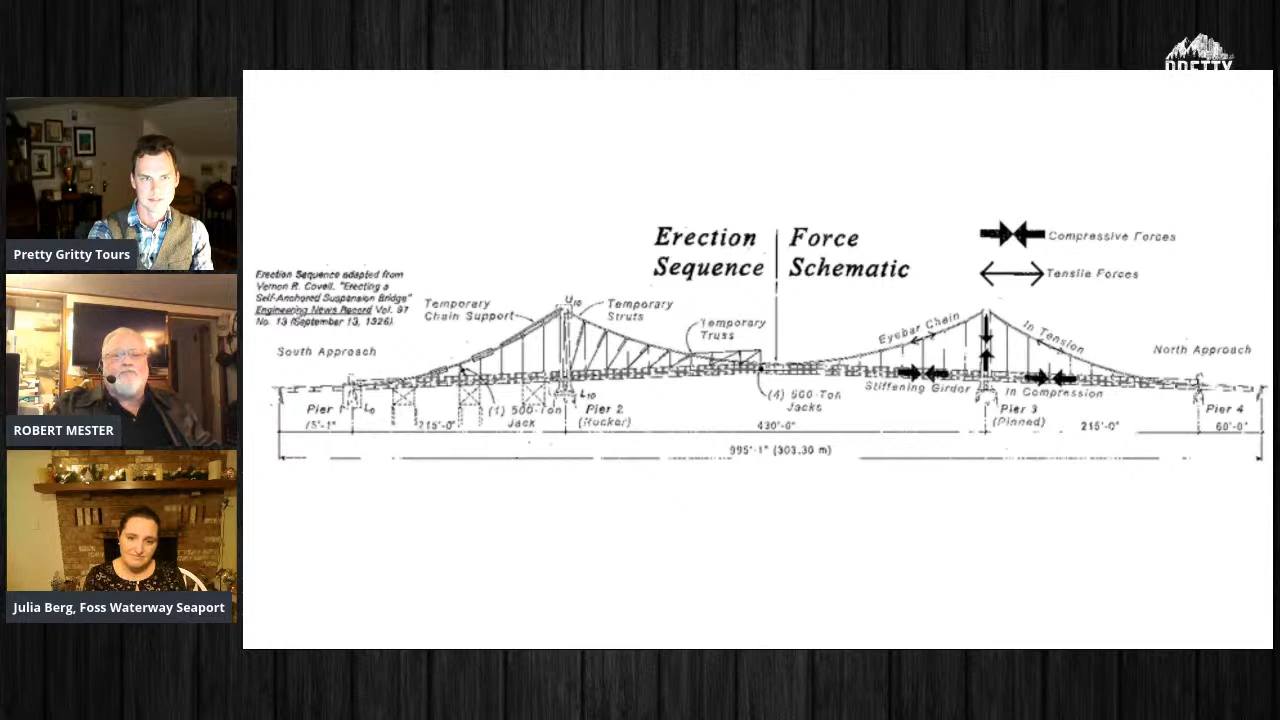 PRETTY
Pretty Gritty Tours
ROBERT MESTER
Julia Berg, Foss Waterway Seaport
Erection
Sequence
Force
Schematic
Compressive Forces
Tensile Forces
Erection Sequence adapted from
Vernon R. Covell. "Erecting a
Self-Anchored Suspension Bridge"
Engineering News Record Vol. 97
No. 13 (September 13, 1926).
Temporary
Chain Support
U10
Temporary
Struts
Temporary
Truss
Eyebar Chain
In Tension
South Approach
North Approach
Stiffening Girder
In Compression
L0
L10
(1) 500-Ton
Jack
(4) 500-Ton
Jacks
Pier 1
Pier 2
(Rocker)
Pier 3
(Pinned)
Pier 4
215'-0"
430'-0"
215'-0"
60'-0"
995'-1" (303.30 m)